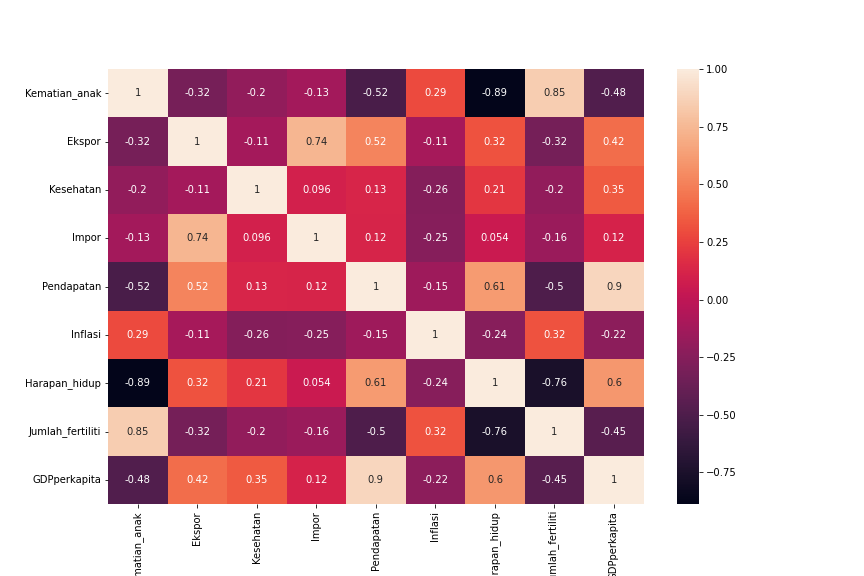 Kematian_anak 1 -0.32 -0.2 -0.13 -0.52 0.29 -0.89 0.85 -0.48
Ekspor -0.32 1 -0.11 0.74 0.52 -0.11 0.32 -0.32 0.42
Kesehatan -0.2 -0.11 1 0.096 0.13 -0.26 0.21 -0.2 0.35
Impor -0.13 0.74 0.096 1 0.12 -0.25 0.054 -0.16 0.12
Pendapatan -0.52 0.52 0.13 0.12 1 -0.15 0.61 -0.5 0.9
Inflasi 0.29 -0.11 -0.26 -0.25 -0.15 1 -0.24 0.32 -0.22
Harapan_hidup -0.89 0.32 0.21 0.054 0.61 -0.24 1 -0.76 0.6
Jumlah_fertiliti 0.85 -0.32 -0.2 -0.16 -0.5 0.32 -0.76 1 -0.45
GDPperkapita -0.48 0.42 0.35 0.12 0.9 -0.22 0.6 -0.45 1
matian_anak
Ekspor
Kesehatan
Impor
Pendapatan
Inflasi
rapan_hidup
mlah_fertiliti
GDPperkapita
1.00
0.75
0.50
0.25
0.00
−0.25
−0.50
−0.75